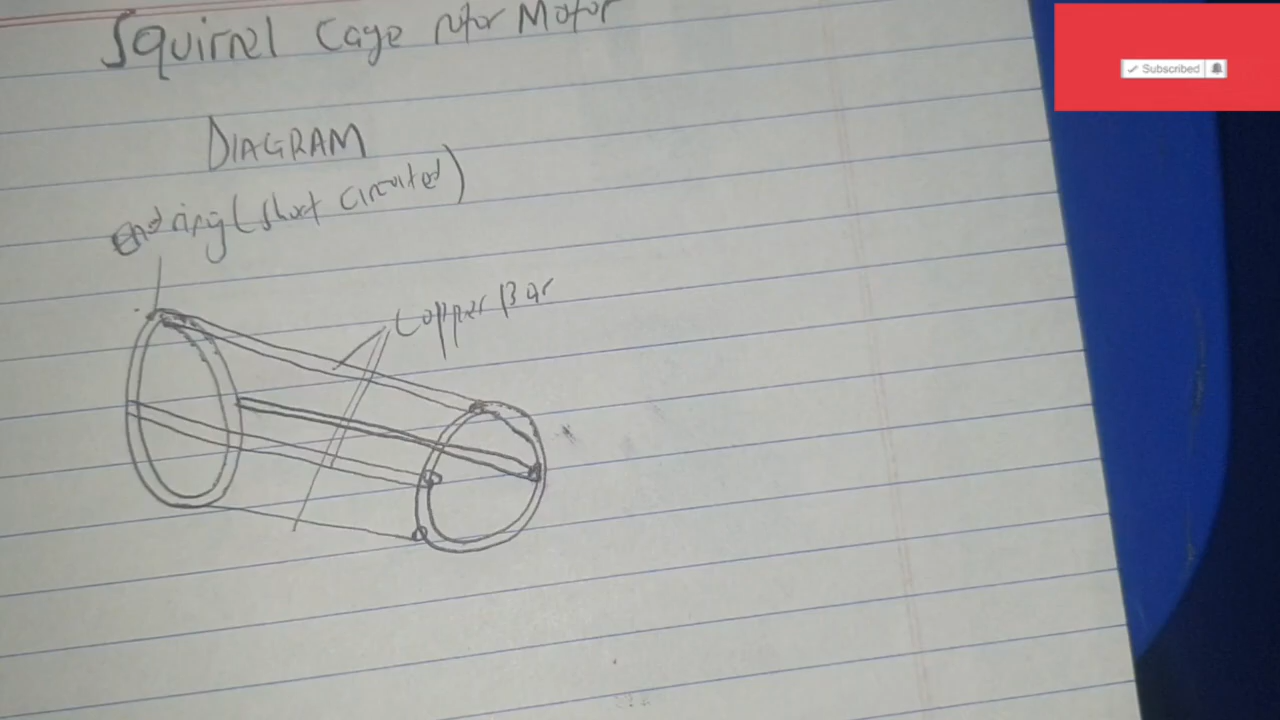 Squirrel Cage rotor Motor
DIAGRAM
end ring (short circuited)
Copper Bar
Subscribed